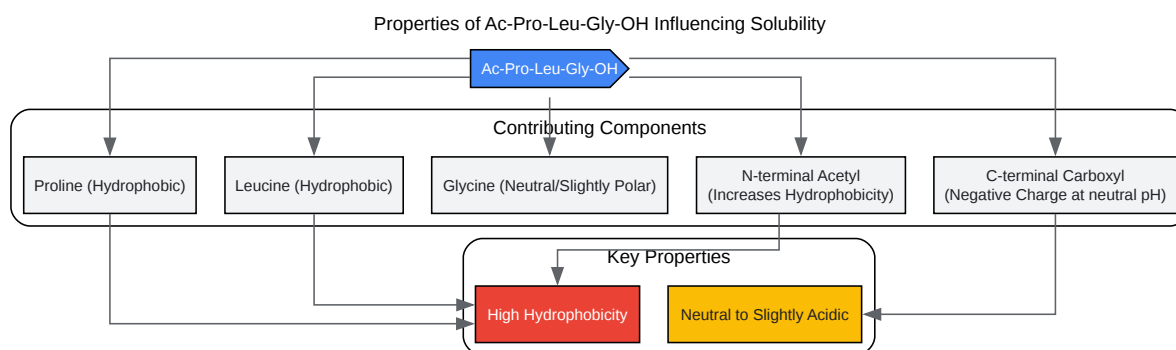 Properties of Ac-Pro-Leu-Gly-OH Influencing Solubility
Ac-Pro-Leu-Gly-OH
Contributing Components
Proline (Hydrophobic)
Leucine (Hydrophobic)
Glycine (Neutral/Slightly Polar)
N-terminal Acetyl
(Increases Hydrophobicity)
C-terminal Carboxyl
(Negative Charge at neutral pH)
Key Properties
High Hydrophobicity
Neutral to Slightly Acidic